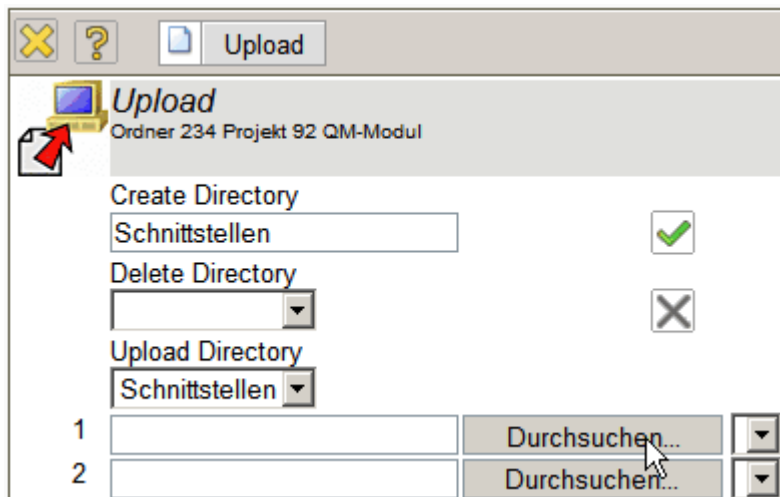 Upload
Upload
Ordner 234 Projekt 92 QM-Modul
Create Directory
Schnittstellen
Delete Directory
Upload Directory
Schnittstellen
1 Durchsuchen...
2 Durchsuchen...